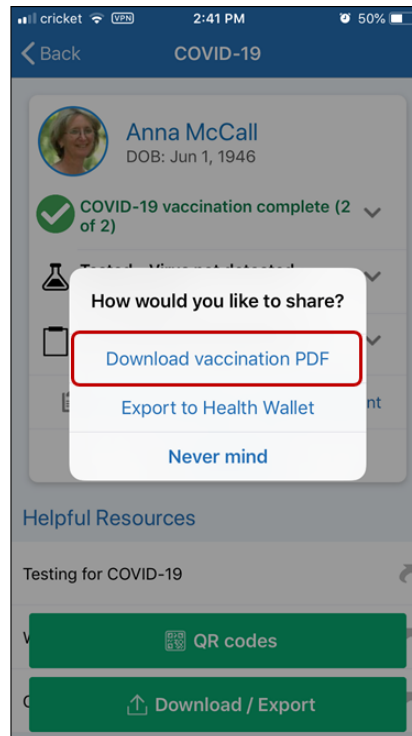 cricket VPN 2:41 PM 50%
Back COVID-19
Anna McCall
DOB: Jun 1, 1946
COVID-19 vaccination complete (2
of 2)
How would you like to share?
Download vaccination PDF
Export to Health Wallet
nt
Never mind
Helpful Resources
Testing for COVID-19
QR codes
Download / Export